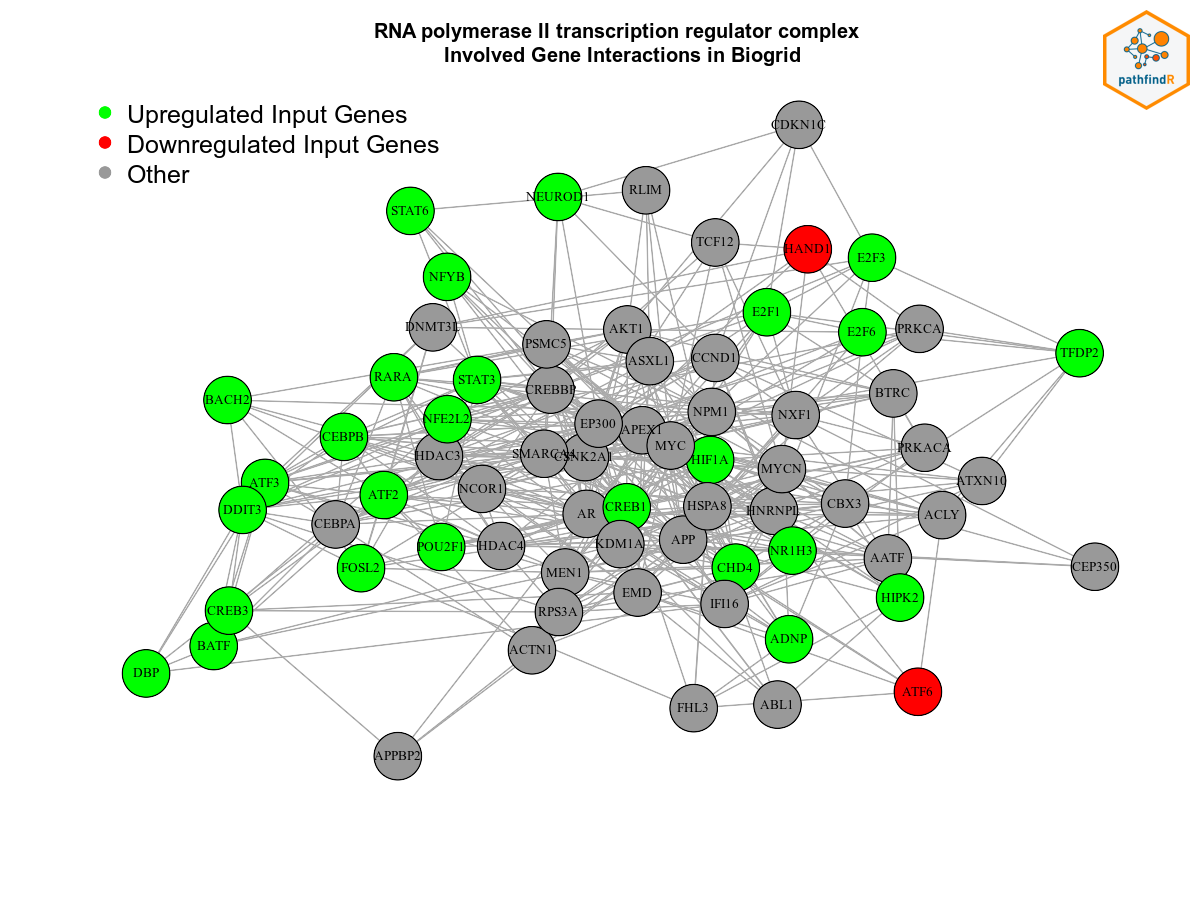 RNA polymerase II transcription regulator complex
Involved Gene Interactions in Biogrid
pathfindR
Upregulated Input Genes
Downregulated Input Genes
Other
CDKN1C
RLIM
NEUROD1
STAT6
TCF12
HAND1
E2F3
NFYB
E2F1
DNMT3L
AKT1
E2F6
PRKCA
PSMC5
TFDP2
ASXL1
CCND1
RARA
STAT3
CREBBP
BTRC
BACH2
NFE2L2
NPM1
NXF1
EP300
APEX1
CEBPB
MYC
PRKACA
HDAC3
SMARCA4
CSNK2A1
HIF1A
MYCN
ATF3
ATXN10
NCOR1
ATF2
CBX3
DDIT3
CREB1
HSPA8
HNRNPL
AR
ACLY
CEBPA
APP
KDM1A
POU2F1
HDAC4
NR1H3
AATF
FOSL2
MEN1
CHD4
CEP350
EMD
HIPK2
IFI16
CREB3
RPS3A
BATF
ADNP
ACTN1
DBP
ATF6
FHL3
ABL1
APPBP2